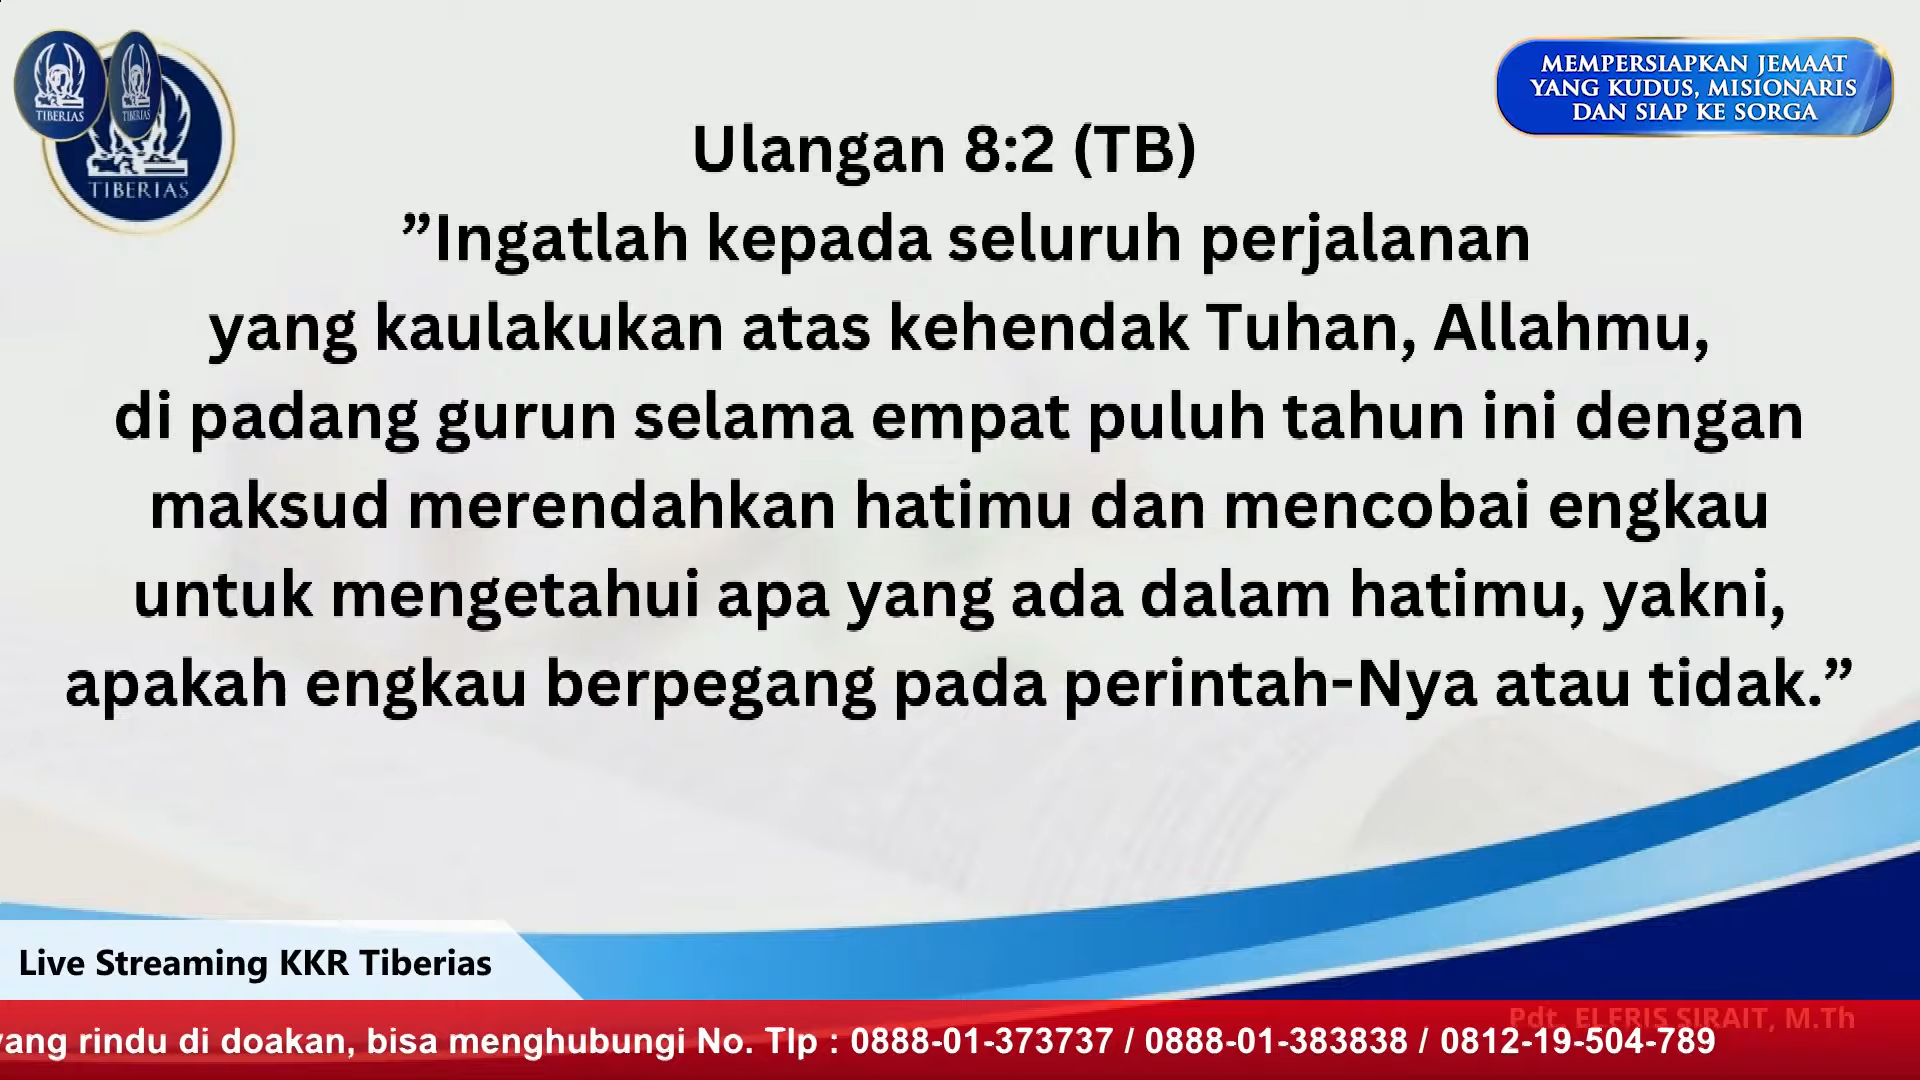 TIBERIAS
TIBERIAS
TIBERIAS
MEMPERSIAPKAN JEMAAT
YANG KUDUS, MISIONARIS
DAN SIAP KE SORGA
Ulangan 8:2 (TB)
”Ingatlah kepada seluruh perjalanan
yang kaulakukan atas kehendak Tuhan, Allahmu,
di padang gurun selama empat puluh tahun ini dengan
maksud merendahkan hatimu dan mencobai engkau
untuk mengetahui apa yang ada dalam hatimu, yakni,
apakah engkau berpegang pada perintah-Nya atau tidak.”
Live Streaming KKR Tiberias
Pdt. ELERIS SIRAIT, M.Th
yang rindu di doakan, bisa menghubungi No. Tlp : 0888-01-373737 / 0888-01-383838 / 0812-19-504-789